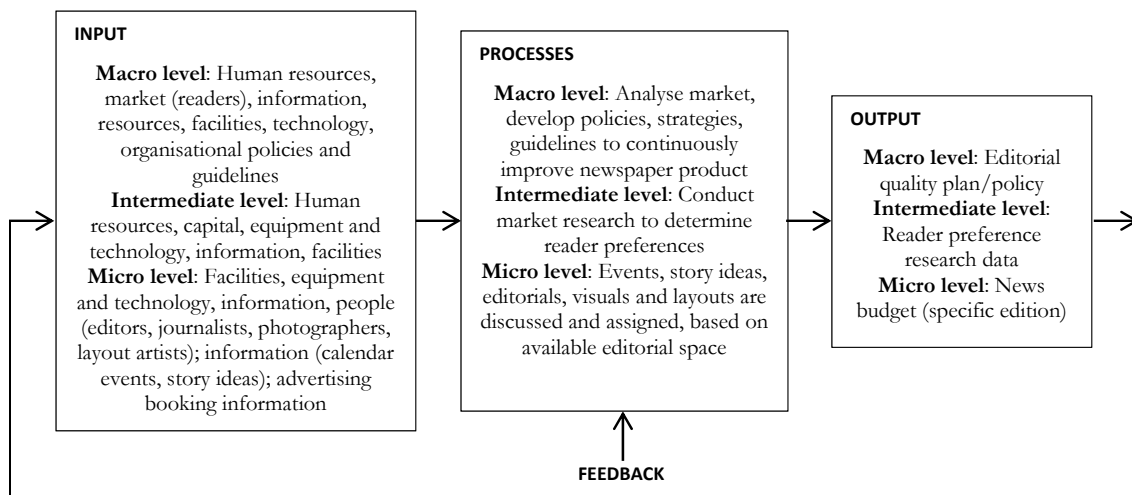 INPUT
Macro level: Human resources,
market (readers), information,
resources, facilities, technology,
organisational policies and
guidelines
Intermediate level: Human
resources, capital, equipment and
technology, information, facilities
Micro level: Facilities, equipment
and technology, information, people
(editors, journalists, photographers,
layout artists); information (calendar
events, story ideas); advertising
booking information
PROCESSES
Macro level: Analyse market,
develop policies, strategies,
guidelines to continuously
improve newspaper product
Intermediate level: Conduct
market research to determine
reader preferences
Micro level: Events, story ideas,
editorials, visuals and layouts are
discussed and assigned, based on
available editorial space
OUTPUT
Macro level: Editorial
quality plan/policy
Intermediate level:
Reader preference
research data
Micro level: News
budget (specific edition)
FEEDBACK